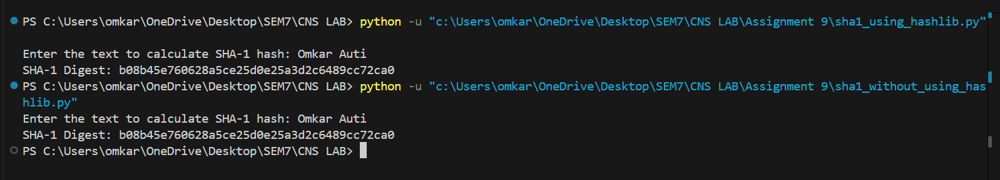 PS C:\Users\omkar\OneDrive\Desktop\SEM7\CNS LAB> python -u "c:\Users\omkar\OneDrive\Desktop\SEM7\CNS LAB\Assignment 9\sha1_using_hashlib.py"
Enter the text to calculate SHA-1 hash: Omkar Auti
SHA-1 Digest: b08b45e760628a5ce25d0e25a3d2c6489cc72ca0
PS C:\Users\omkar\OneDrive\Desktop\SEM7\CNS LAB> python -u "c:\Users\omkar\OneDrive\Desktop\SEM7\CNS LAB\Assignment 9\sha1_without_using_has
hlib.py"
Enter the text to calculate SHA-1 hash: Omkar Auti
SHA-1 Digest: b08b45e760628a5ce25d0e25a3d2c6489cc72ca0
PS C:\Users\omkar\OneDrive\Desktop\SEM7\CNS LAB>